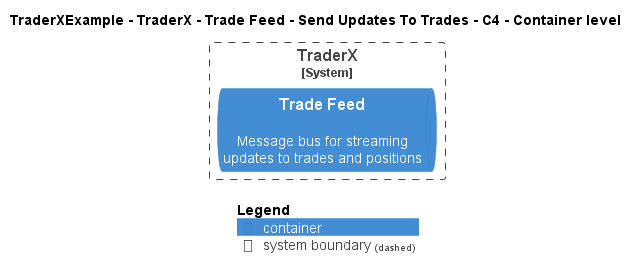 TraderXExample - TraderX - Trade Feed - Send Updates To Trades - C4 - Container level
TraderX
[System]
Trade Feed
Message bus for streaming
updates to trades and positions
Legend
container
system boundary (dashed)